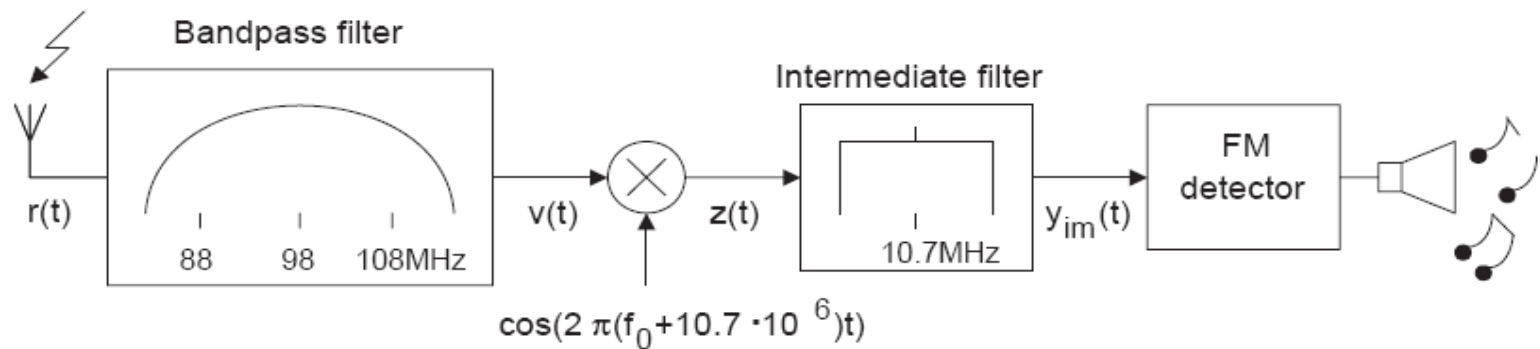 Bandpass filter
Intermediate filter
FM
detector
r(t)
v(t)
z(t)
y_im(t)
88 98 108MHz
10.7MHz
cos(2 π(f_0+10.7 ·10 ^6)t)